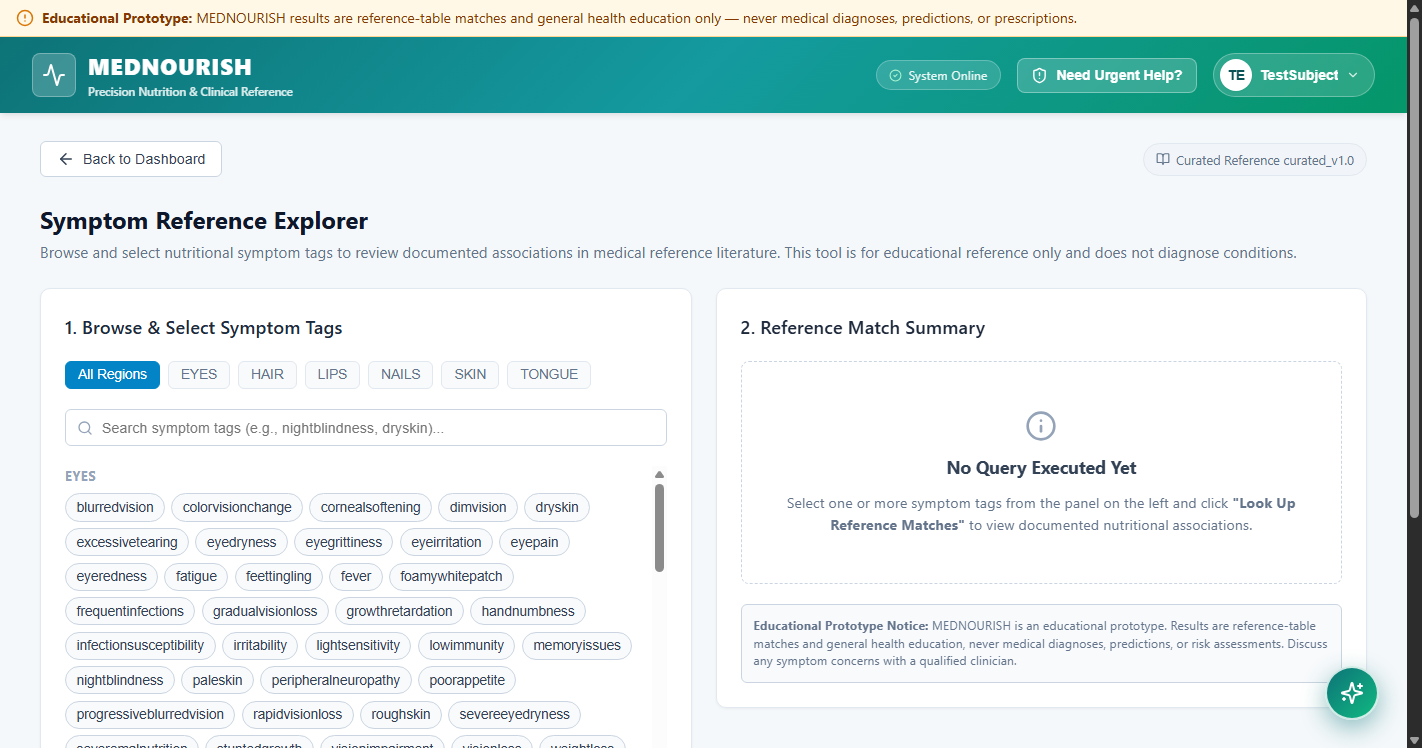 Educational Prototype: MEDNOURISH results are reference-table matches and general health education only — never medical diagnoses, predictions, or prescriptions.
MEDNOURISH
Precision Nutrition & Clinical Reference
System Online
Need Urgent Help?
TE
TestSubject
Back to Dashboard
Curated Reference curated_v1.0
Symptom Reference Explorer
Browse and select nutritional symptom tags to review documented associations in medical reference literature. This tool is for educational reference only and does not diagnose conditions.
1. Browse & Select Symptom Tags
All Regions EYES HAIR LIPS NAILS SKIN TONGUE
Search symptom tags (e.g., nightblindness, dryskin)...
EYES
blurredvision colorvisionchange cornealsoftening dimvision dryskin
excessivetearing eyedryness eyegrittiness eyeirritation eyepain
eyeredness fatigue feettingling fever foamywhitepatch
frequentinfections gradualvisionloss growthretardation handnumbness
infectionsusceptibility irritability lightsensitivity lowimmunity memoryissues
nightblindness paleskin peripheralneuropathy poorappetite
progressiveblurredvision rapidvisionloss roughskin severeeyedryness
severemalnutrition stuntedgrowth visionimpairment visionloss weightloss
2. Reference Match Summary
No Query Executed Yet
Select one or more symptom tags from the panel on the left and click "Look Up
Reference Matches" to view documented nutritional associations.
Educational Prototype Notice: MEDNOURISH is an educational prototype. Results are reference-table
matches and general health education, never medical diagnoses, predictions, or risk assessments. Discuss
any symptom concerns with a qualified clinician.